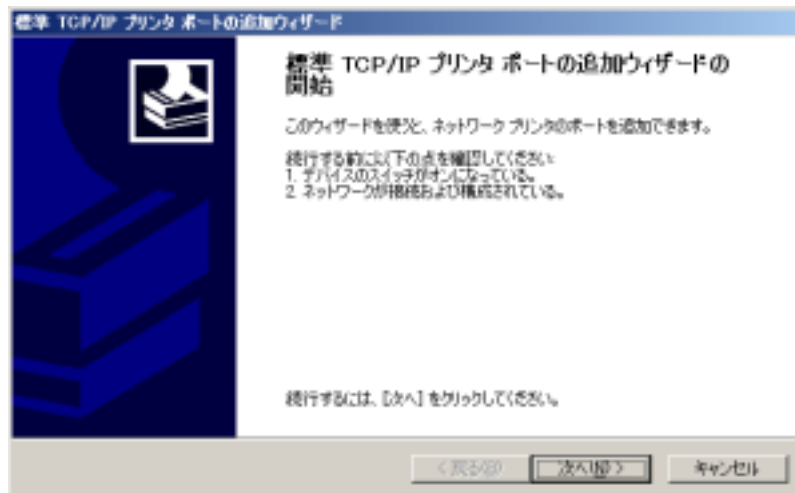 標準 TCP/IP プリンタ ポートの追加ウィザード
標準 TCP/IP プリンタ ポートの追加ウィザードの
開始
このウィザードを使うと、ネットワーク プリンタのポートを追加できます。
続行する前に以下の点を確認してください:
1. デバイスのスイッチがオンになっている。
2. ネットワークが接続および構成されている。
続行するには、[次へ] をクリックしてください。
< 戻る(B)
次へ(N) >
キャンセル